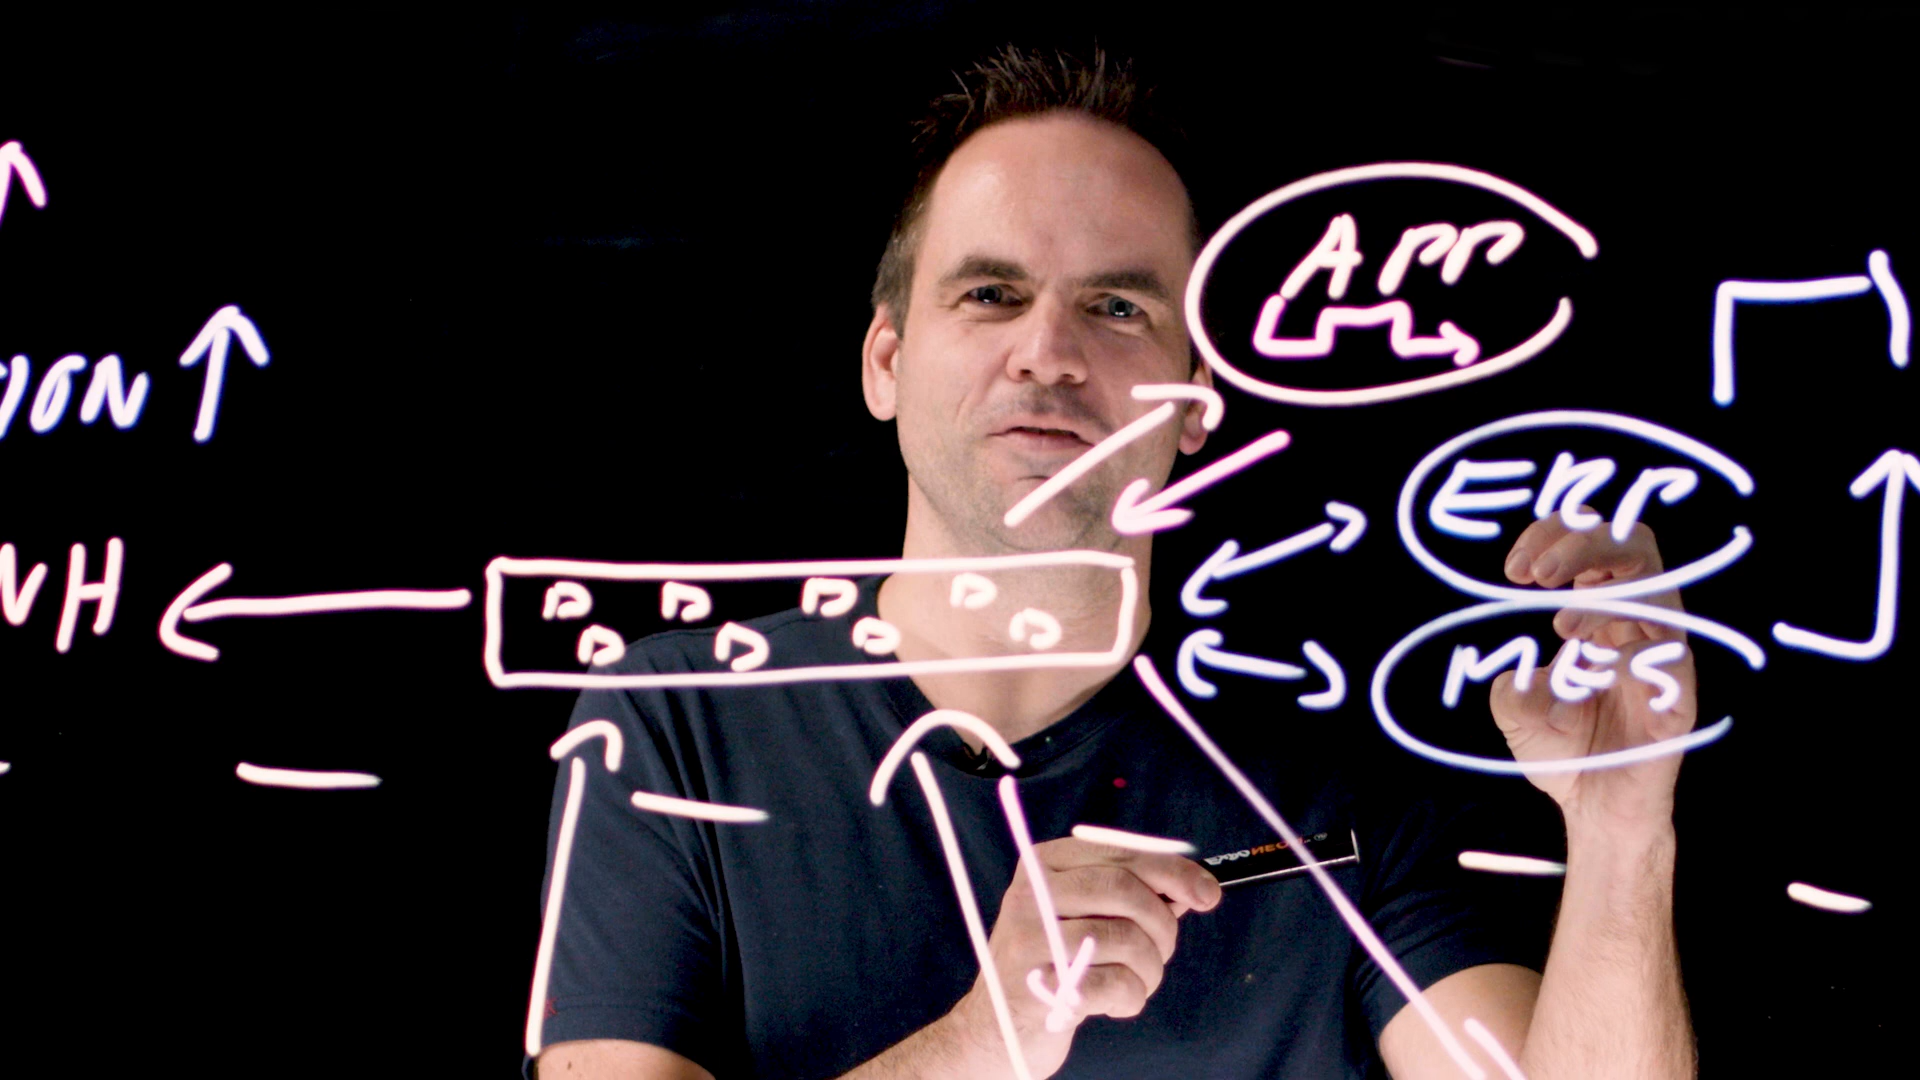 APP
ION
ERP
NH
MES
D D D D
D D D D